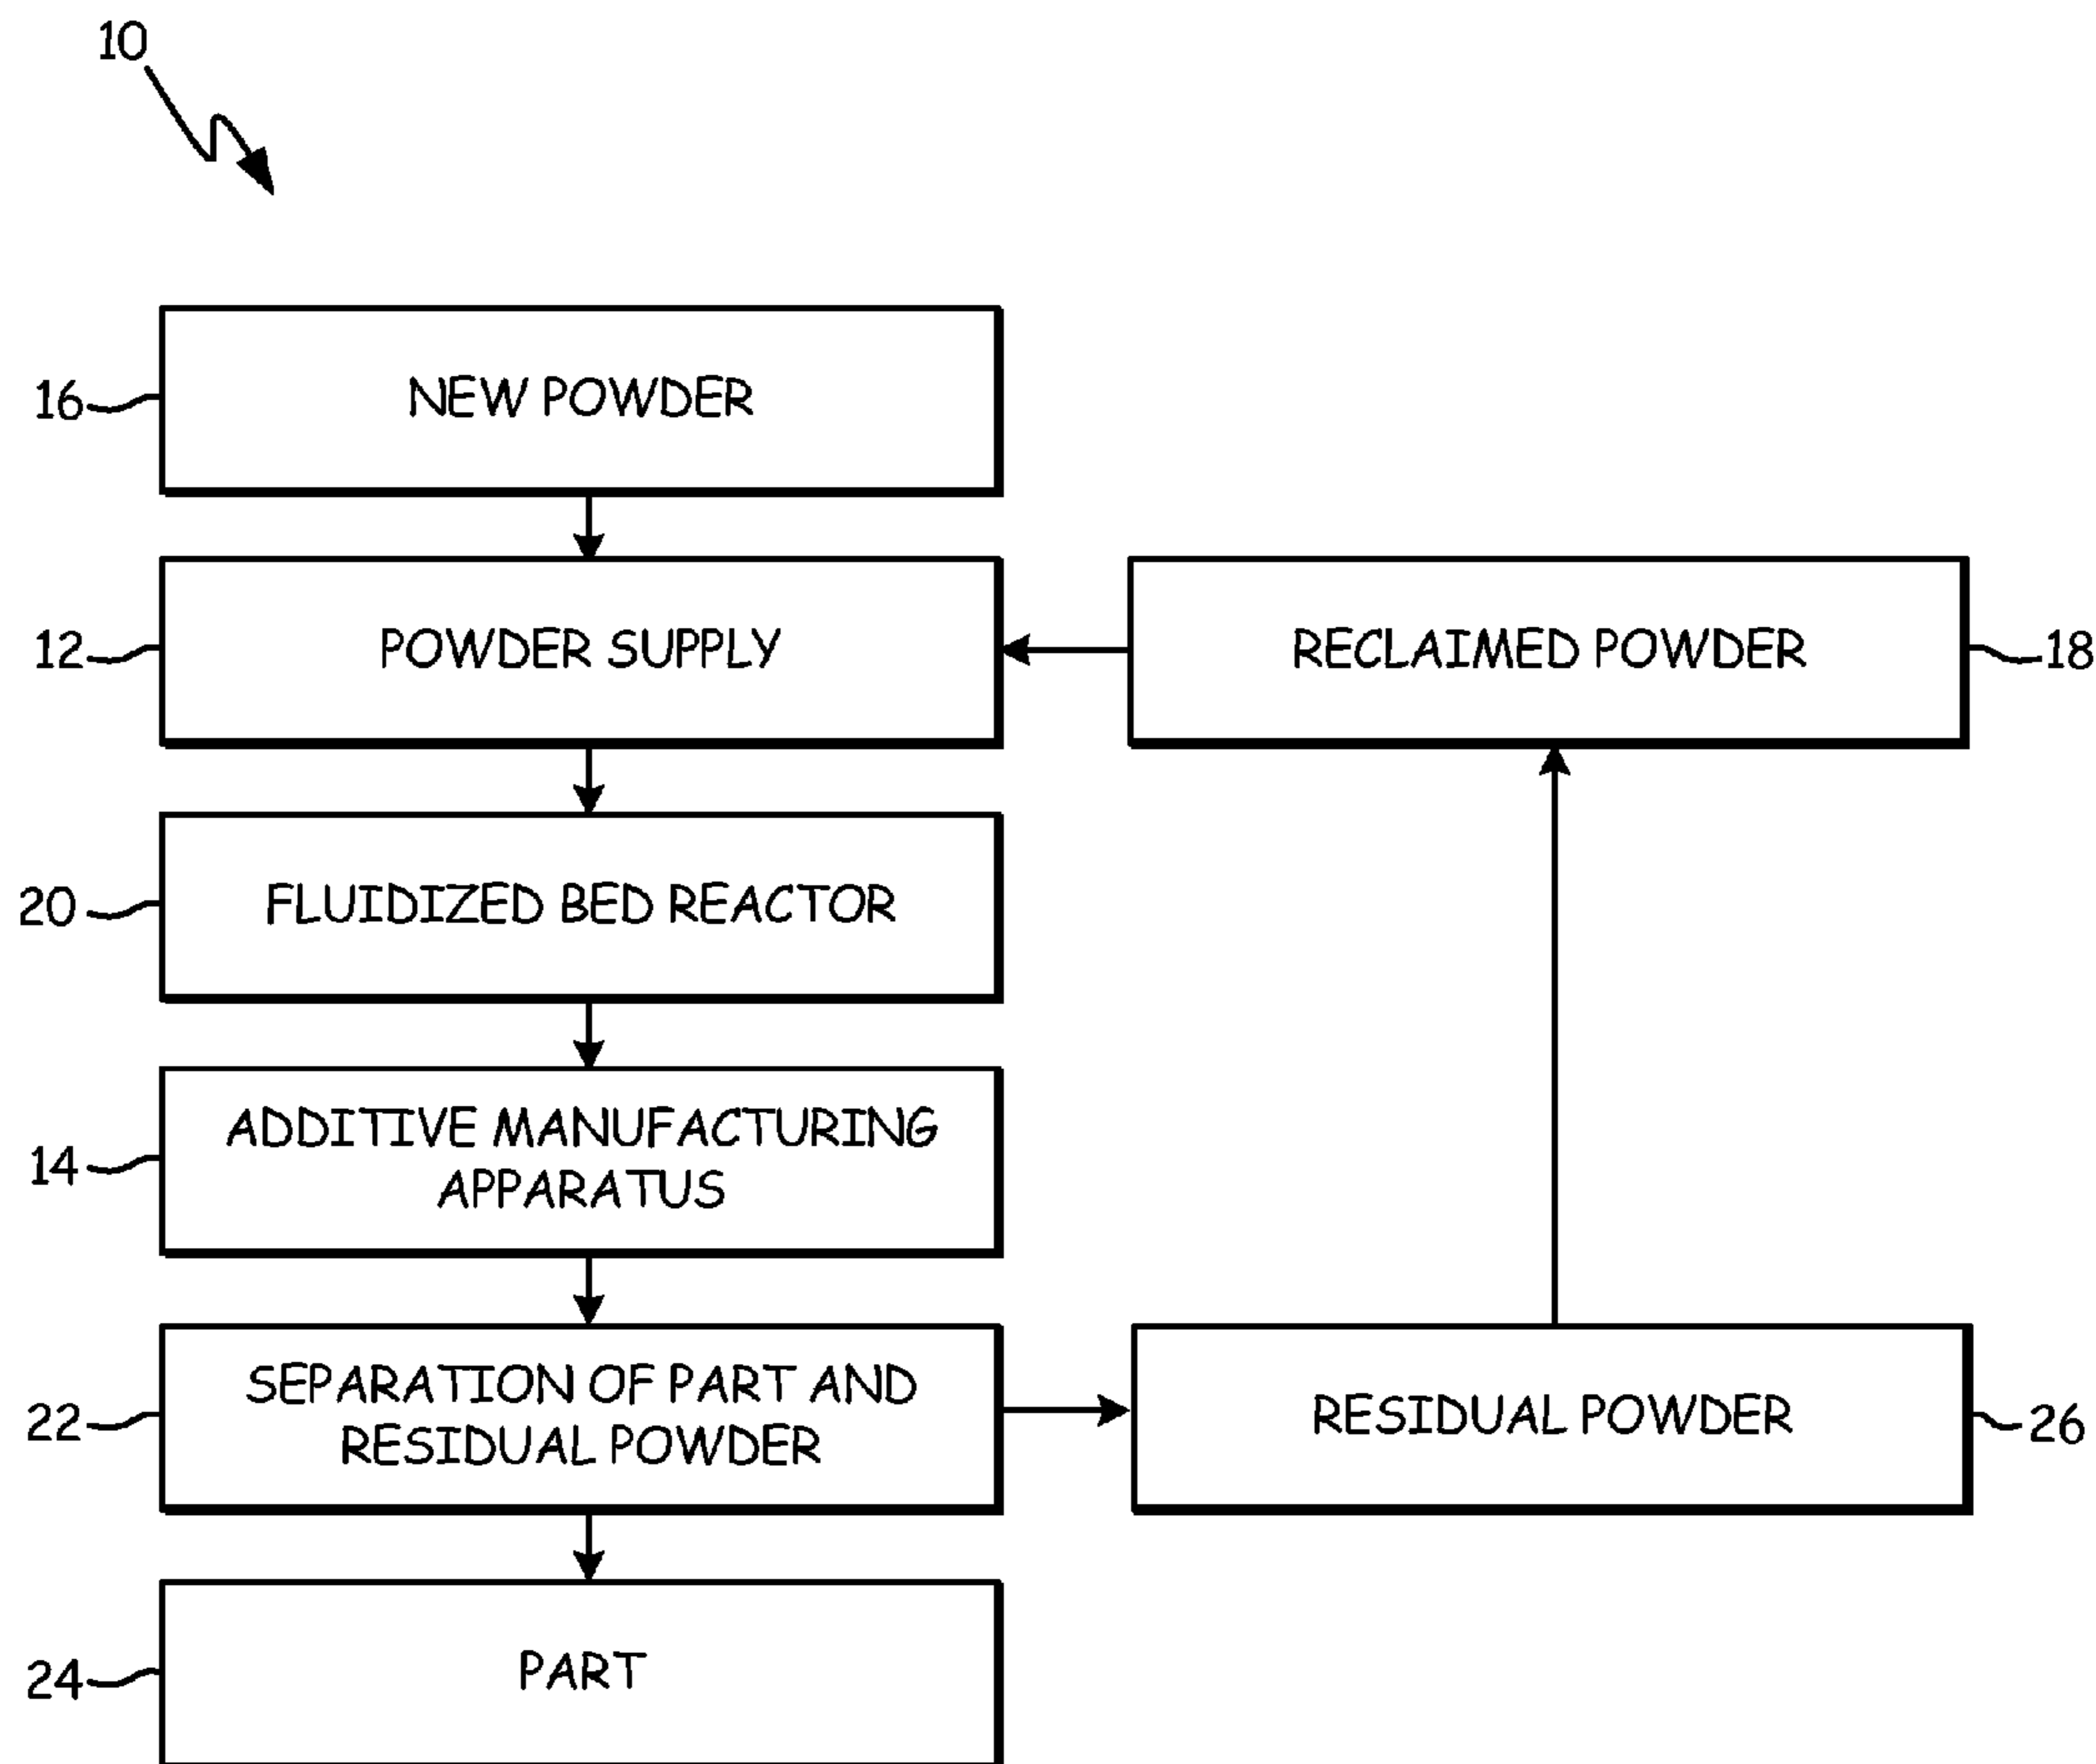 10
16
NEW POWDER
12
POWDER SUPPLY
RECLAIMED POWDER
18
20
FLUIDIZED BED REACTOR
14
ADDITIVE MANUFACTURING
APPARATUS
22
SEPARATION OF PART AND
RESIDUAL POWDER
RESIDUAL POWDER
26
24
PART